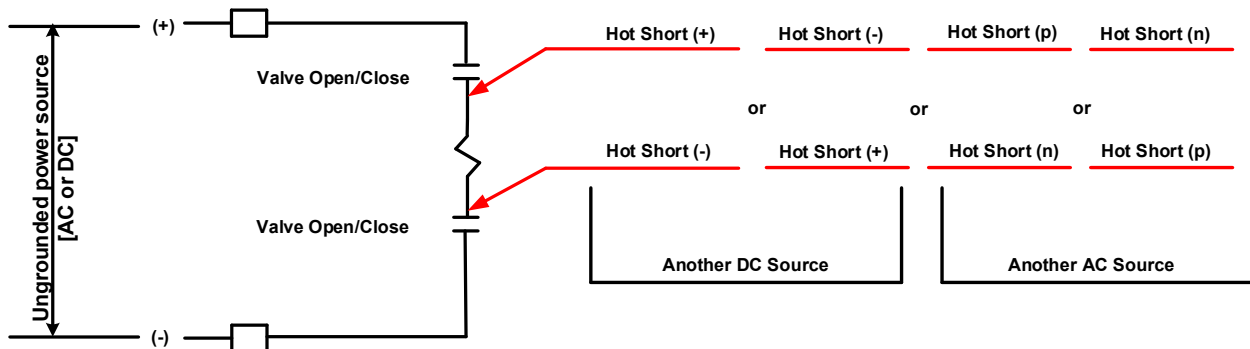 (+)
Hot Short (+) Hot Short (-) Hot Short (p) Hot Short (n)
Valve Open/Close
or or or
Ungrounded power source
[AC or DC]
Hot Short (-) Hot Short (+) Hot Short (n) Hot Short (p)
Valve Open/Close
Another DC Source Another AC Source
(-)